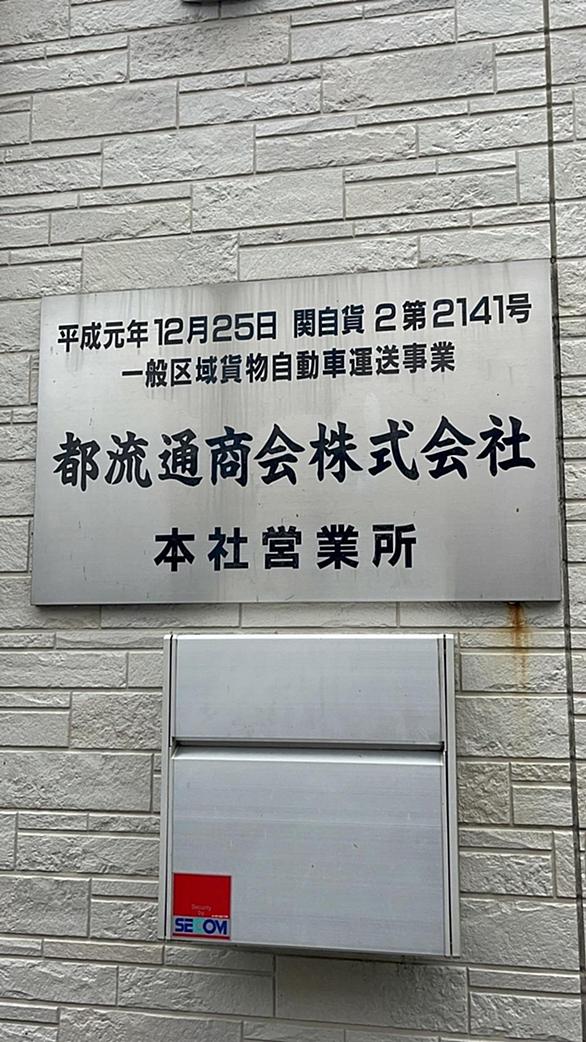 平成元年12月25日 関自貨2第2141号
一般区域貨物自動車運送事業
都流通商会株式会社
本社営業所
Security
by
SECOM